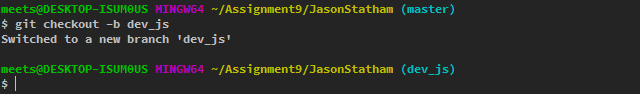 meets@DESKTOP-ISUM0US MINGW64 ~/Assignment9/JasonStatham (master)
$ git checkout -b dev_js
Switched to a new branch 'dev_js'
meets@DESKTOP-ISUM0US MINGW64 ~/Assignment9/JasonStatham (dev_js)
$